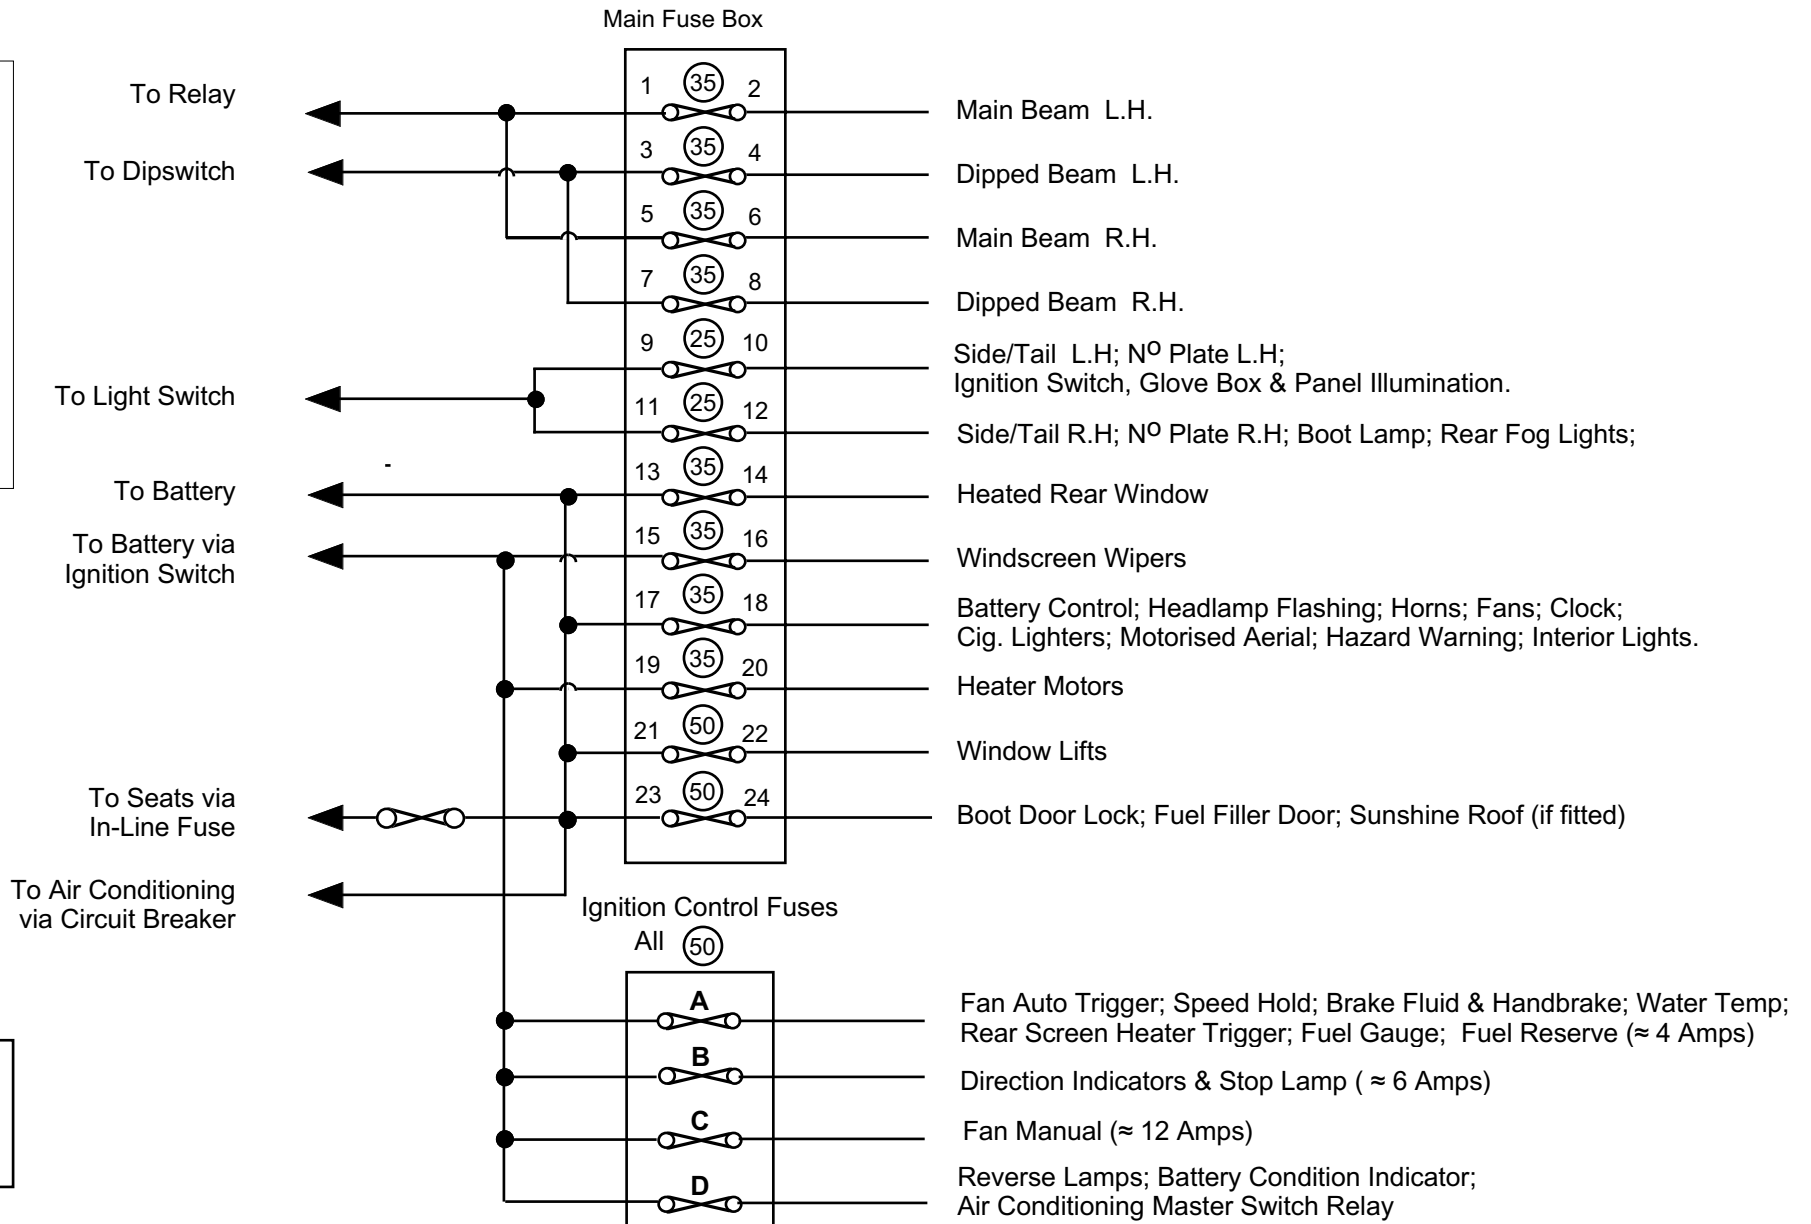 Main Fuse Box
To Relay
1 35 2
Main Beam L.H.
To Dipswitch
3 35 4
Dipped Beam L.H.
5 35 6
Main Beam R.H.
7 35 8
Dipped Beam R.H.
9 25 10
Side/Tail L.H; Nº Plate L.H;
Ignition Switch, Glove Box & Panel Illumination.
To Light Switch
11 25 12
Side/Tail R.H; Nº Plate R.H; Boot Lamp; Rear Fog Lights;
-
To Battery
13 35 14
Heated Rear Window
To Battery via
Ignition Switch
15 35 16
Windscreen Wipers
17 35 18
Battery Control; Headlamp Flashing; Horns; Fans; Clock;
Cig. Lighters; Motorised Aerial; Hazard Warning; Interior Lights.
19 35 20
Heater Motors
21 50 22
Window Lifts
To Seats via
In-Line Fuse
23 50 24
Boot Door Lock; Fuel Filler Door; Sunshine Roof (if fitted)
To Air Conditioning
via Circuit Breaker
Ignition Control Fuses
All 50
A
Fan Auto Trigger; Speed Hold; Brake Fluid & Handbrake; Water Temp;
Rear Screen Heater Trigger; Fuel Gauge; Fuel Reserve (≈ 4 Amps)
B
Direction Indicators & Stop Lamp ( ≈ 6 Amps)
C
Fan Manual (≈ 12 Amps)
D
Reverse Lamps; Battery Condition Indicator;
Air Conditioning Master Switch Relay